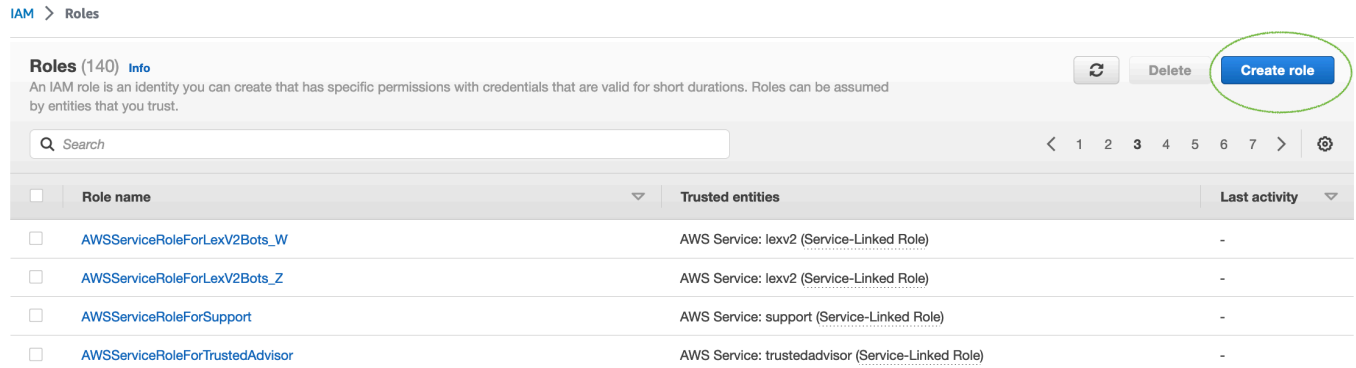 IAM > Roles
Roles (140) Info
Delete
Create role
An IAM role is an identity you can create that has specific permissions with credentials that are valid for short durations. Roles can be assumed
by entities that you trust.
Search
1 2 3 4 5 6 7
Role name
Trusted entities
Last activity
AWSServiceRoleForLexV2Bots_W AWS Service: lexv2 (Service-Linked Role) -
AWSServiceRoleForLexV2Bots_Z AWS Service: lexv2 (Service-Linked Role) -
AWSServiceRoleForSupport AWS Service: support (Service-Linked Role) -
AWSServiceRoleForTrustedAdvisor AWS Service: trustedadvisor (Service-Linked Role) -